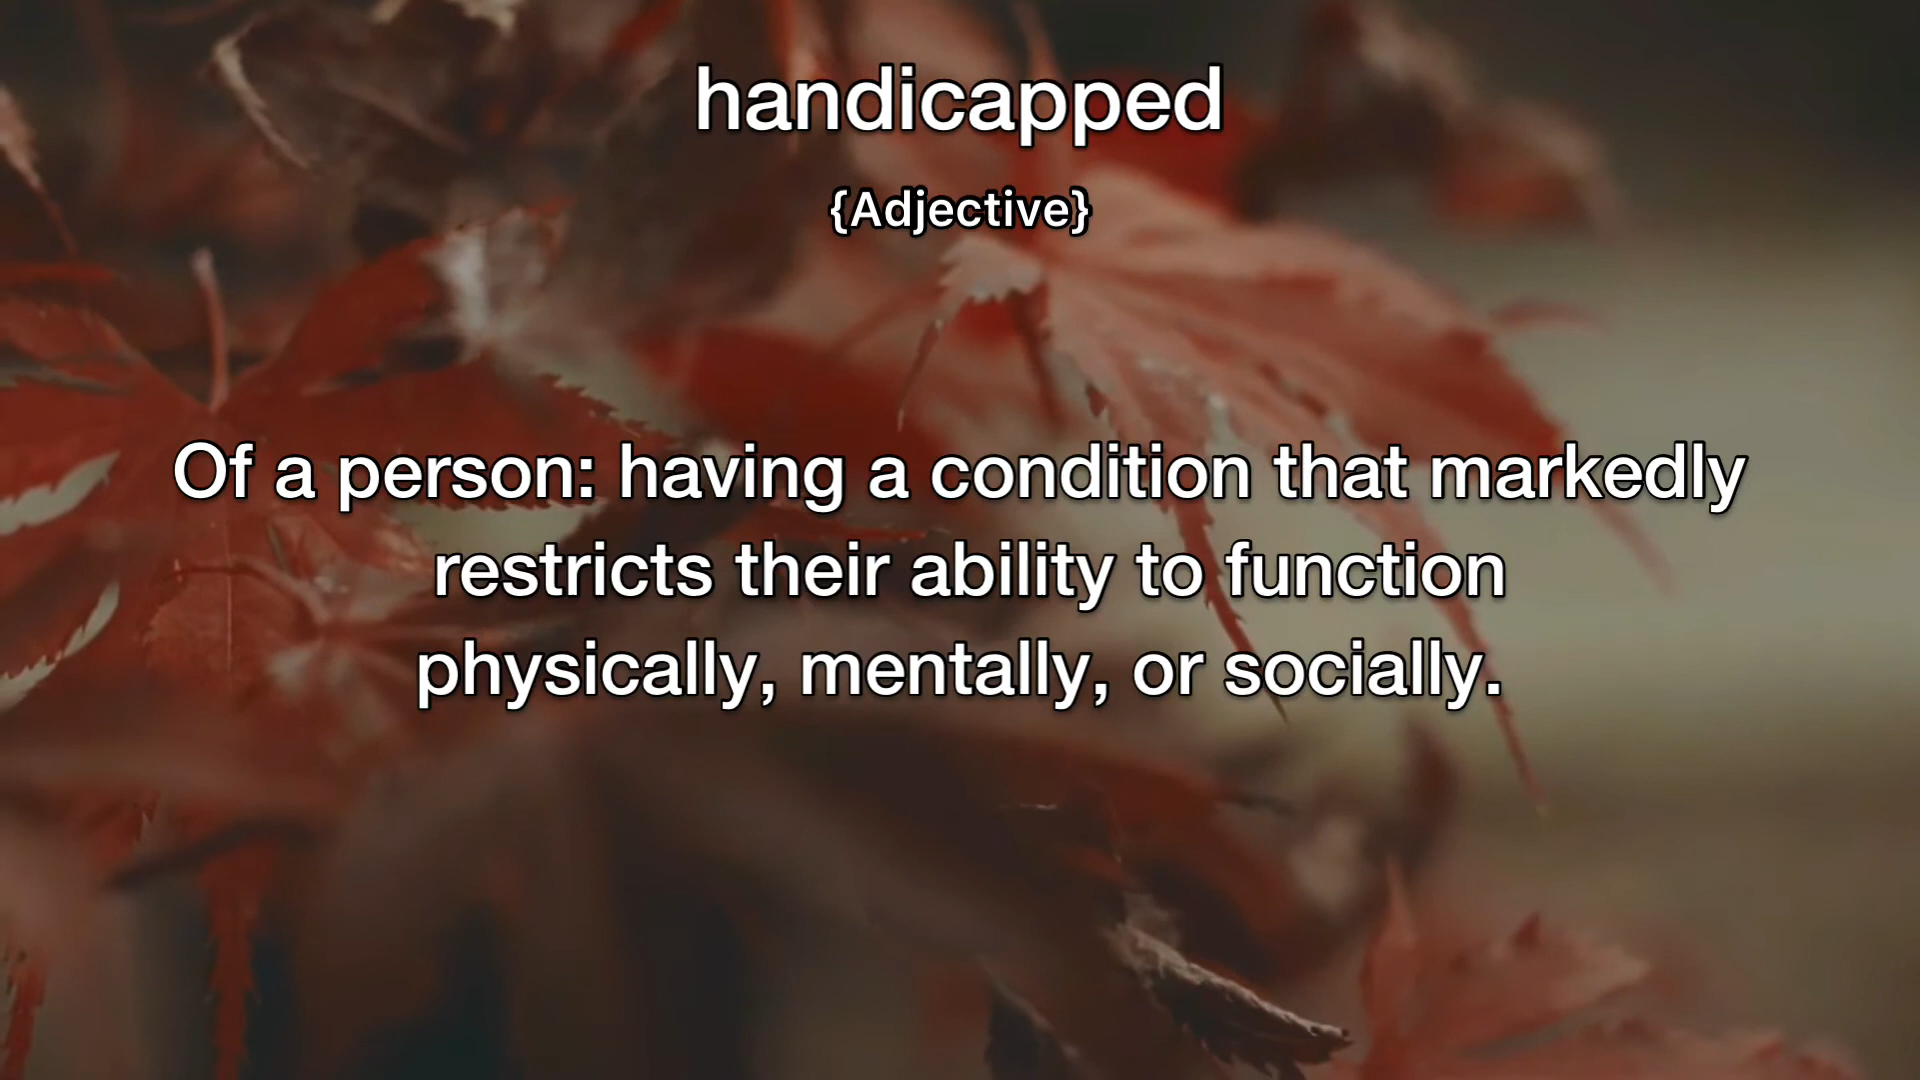 handicapped
{Adjective}
Of a person: having a condition that markedly
restricts their ability to function
physically, mentally, or socially.